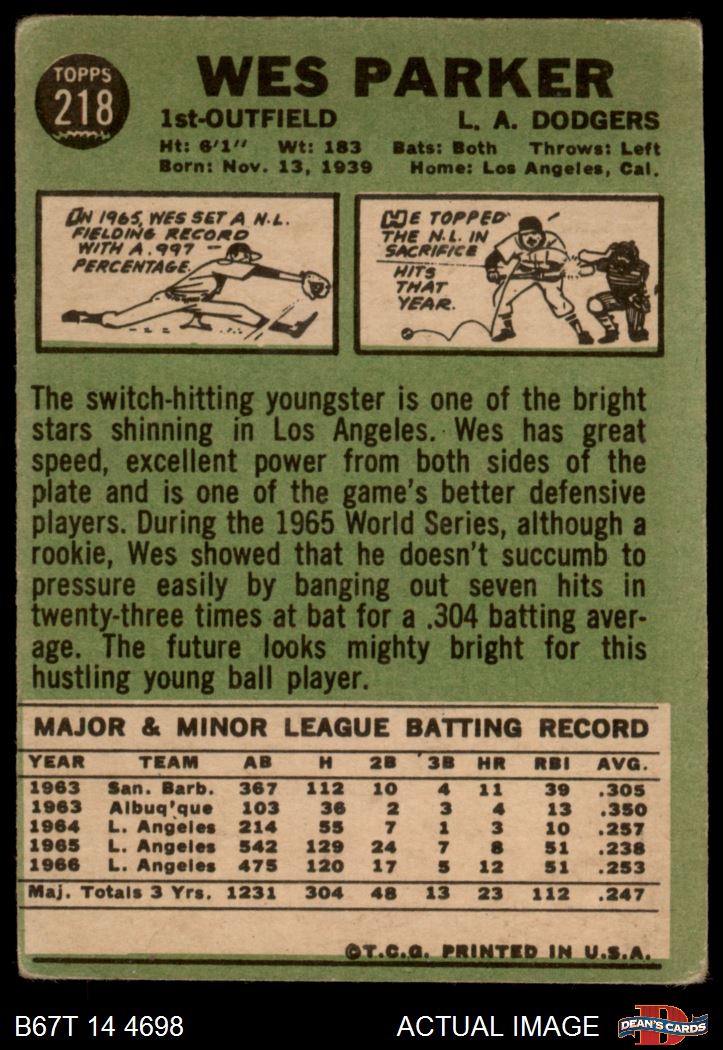 TOPPS
218
WES PARKER
1st-OUTFIELD L. A. DODGERS
Ht: 6'1" Wt: 183 Bats: Both Throws: Left
Born: Nov. 13, 1939 Home: Los Angeles, Cal.
IN 1965, WES SET A N.L.
FIELDING RECORD
WITH A .997
PERCENTAGE.
HE TOPPED
THE N.L. IN
SACRIFICE
HITS
THAT
YEAR.
The switch-hitting youngster is one of the bright
stars shinning in Los Angeles. Wes has great
speed, excellent power from both sides of the
plate and is one of the game's better defensive
players. During the 1965 World Series, although a
rookie, Wes showed that he doesn't succumb to
pressure easily by banging out seven hits in
twenty-three times at bat for a .304 batting aver-
age. The future looks mighty bright for this
hustling young ball player.
MAJOR & MINOR LEAGUE BATTING RECORD
YEAR TEAM AB H 2B 3B HR RBI AVG.
1963 San. Barb. 367 112 10 4 11 39 .305
1963 Albuq'que 103 36 2 3 4 13 .350
1964 L. Angeles 214 55 7 1 3 10 .257
1965 L. Angeles 542 129 24 7 8 51 .238
1966 L. Angeles 475 120 17 5 12 51 .253
Maj. Totals 3 Yrs. 1231 304 48 13 23 112 .247
©T.C.G. PRINTED IN U.S.A.
B67T 14 4698 ACTUAL IMAGE
D
DEAN'S CARDS